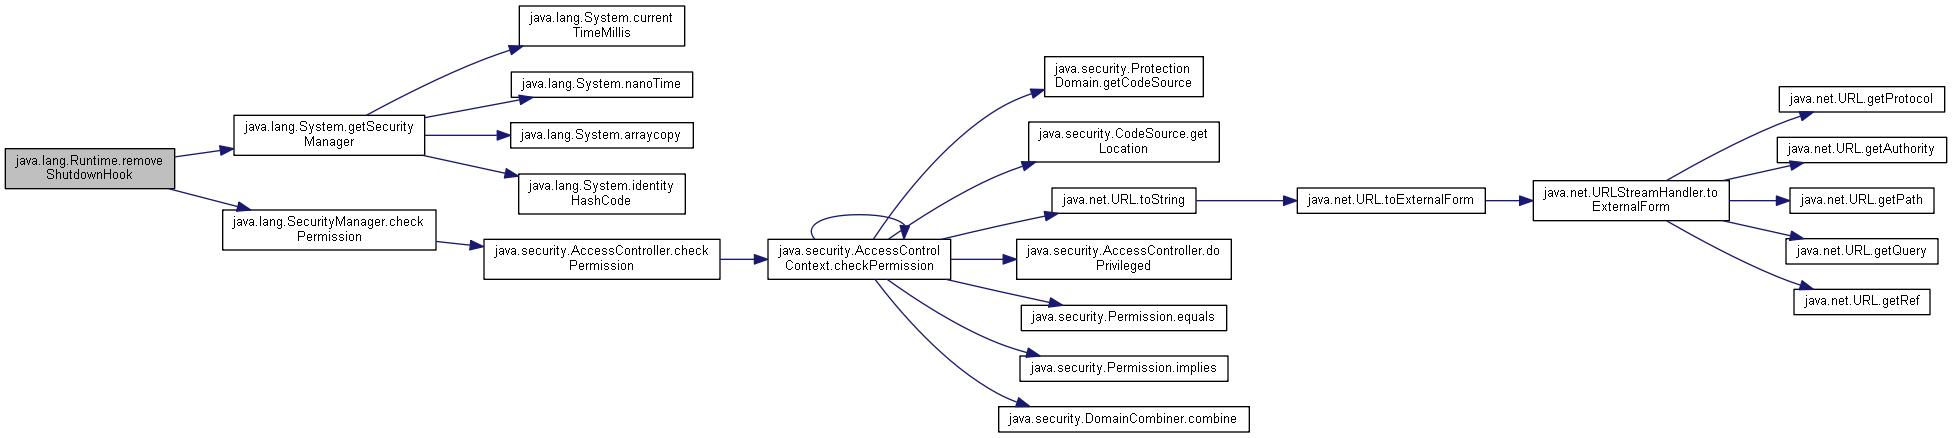 java.lang.Runtime.remove
ShutdownHook
java.lang.System.getSecurity
Manager
java.lang.SecurityManager.check
Permission
java.lang.System.current
TimeMillis
java.lang.System.nanoTime
java.lang.System.arraycopy
java.lang.System.identity
HashCode
java.security.AccessController.check
Permission
java.security.AccessControl
Context.checkPermission
java.security.Protection
Domain.getCodeSource
java.security.CodeSource.get
Location
java.net.URL.toString
java.security.AccessController.do
Privileged
java.security.Permission.equals
java.security.Permission.implies
java.security.DomainCombiner.combine
java.net.URL.toExternalForm
java.net.URLStreamHandler.to
ExternalForm
java.net.URL.getProtocol
java.net.URL.getAuthority
java.net.URL.getPath
java.net.URL.getQuery
java.net.URL.getRef